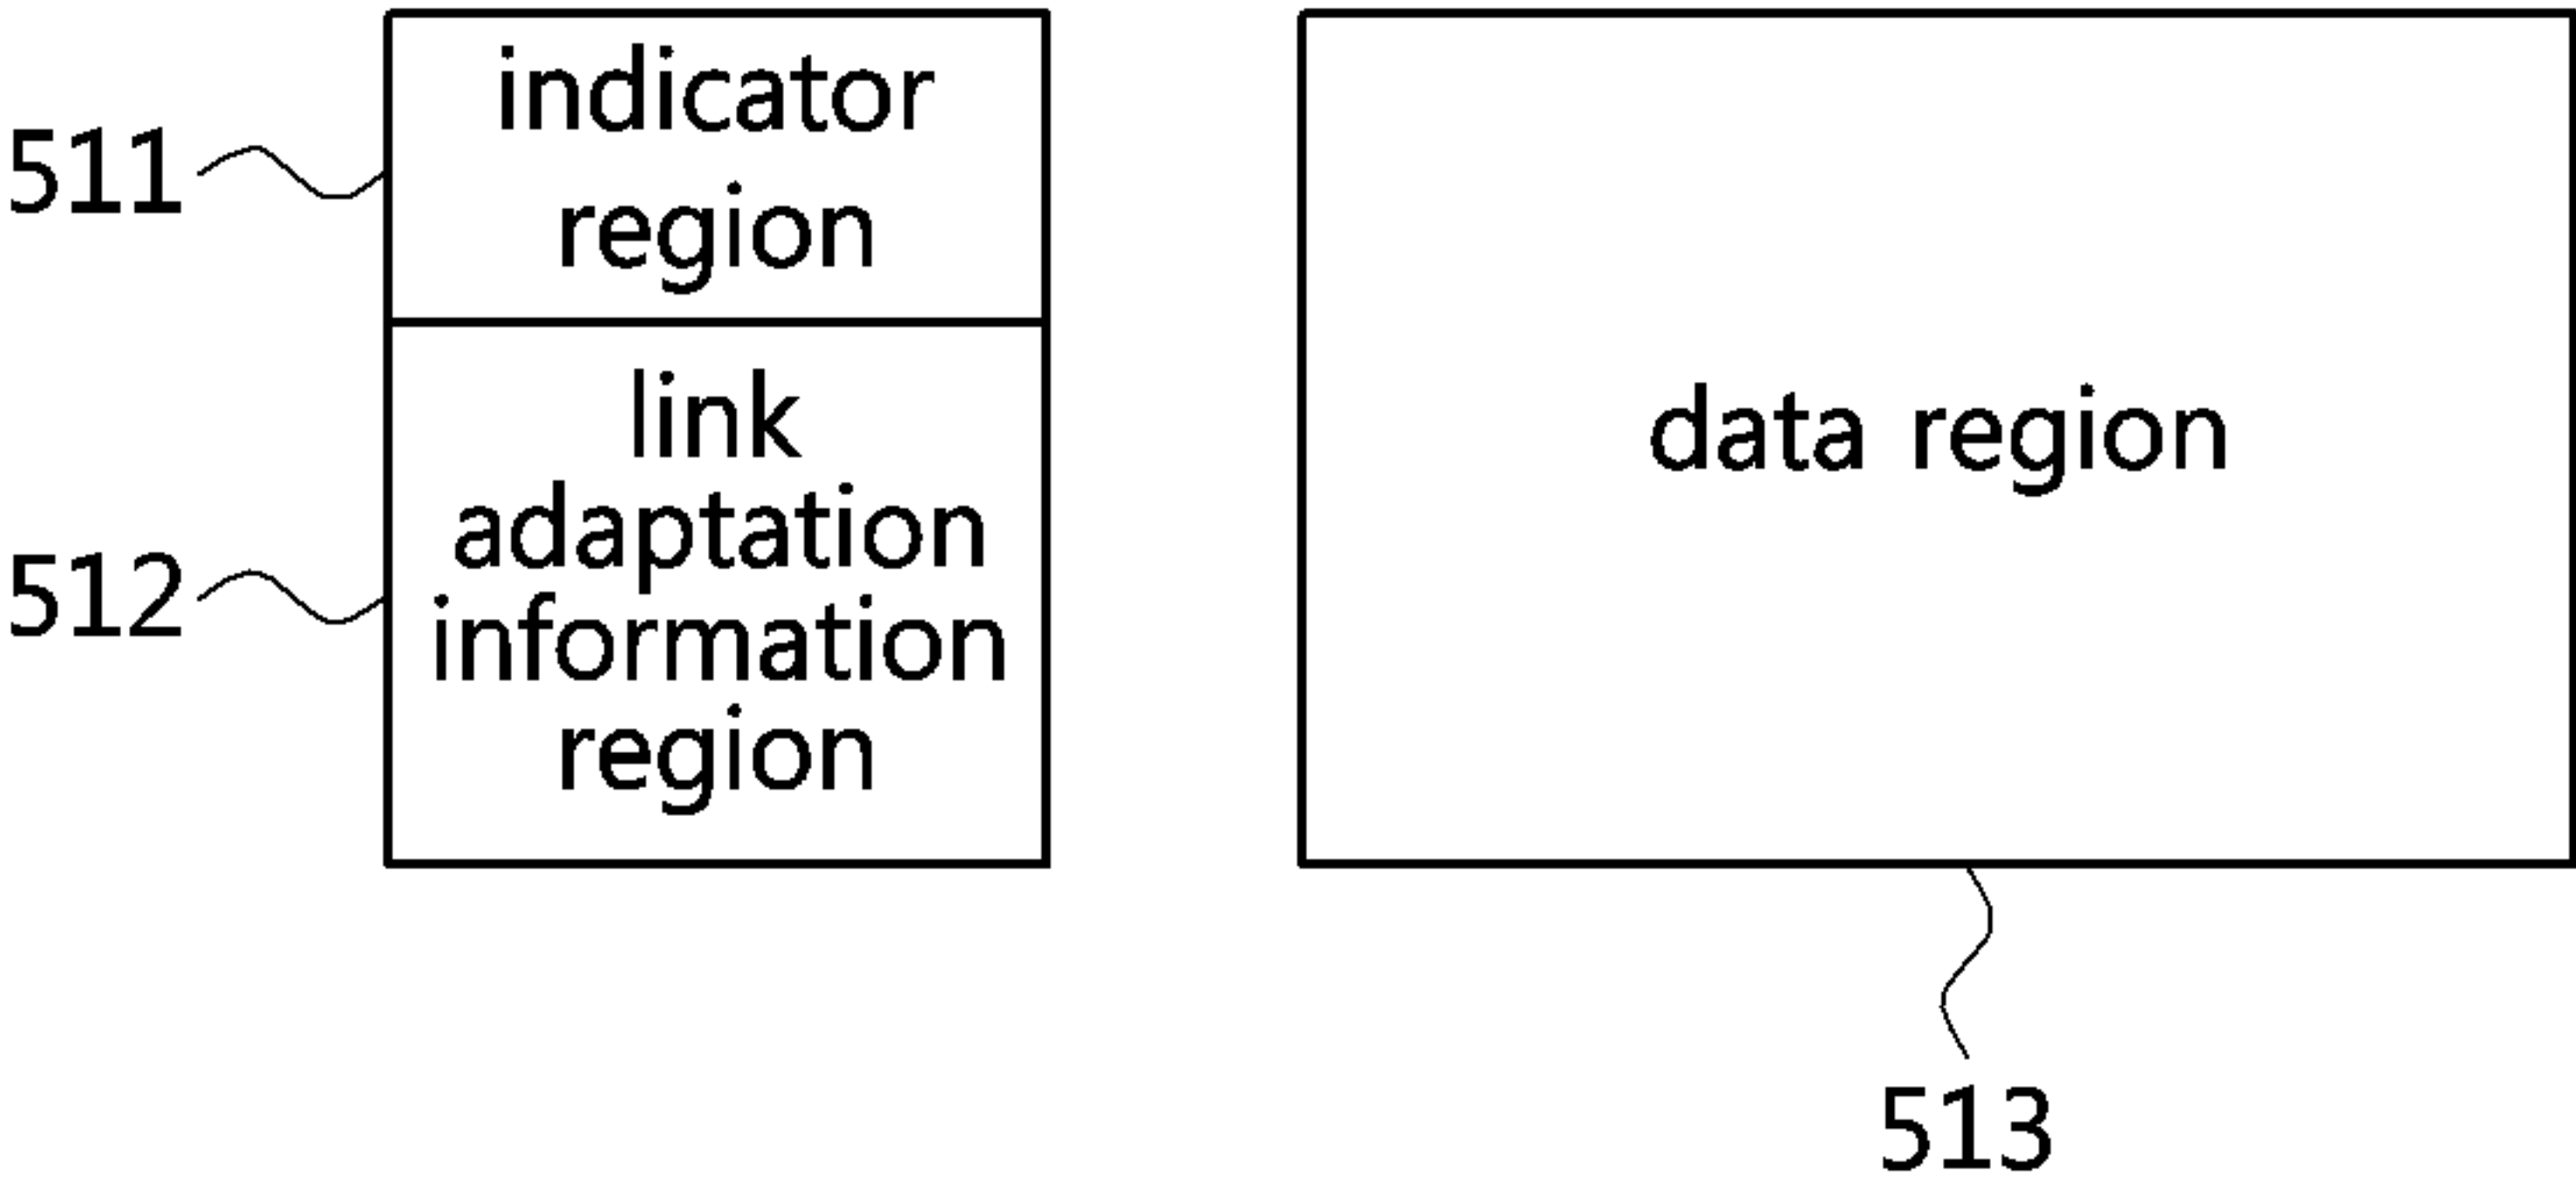 511
indicator
region
512
link
adaptation
information
region
data region
513